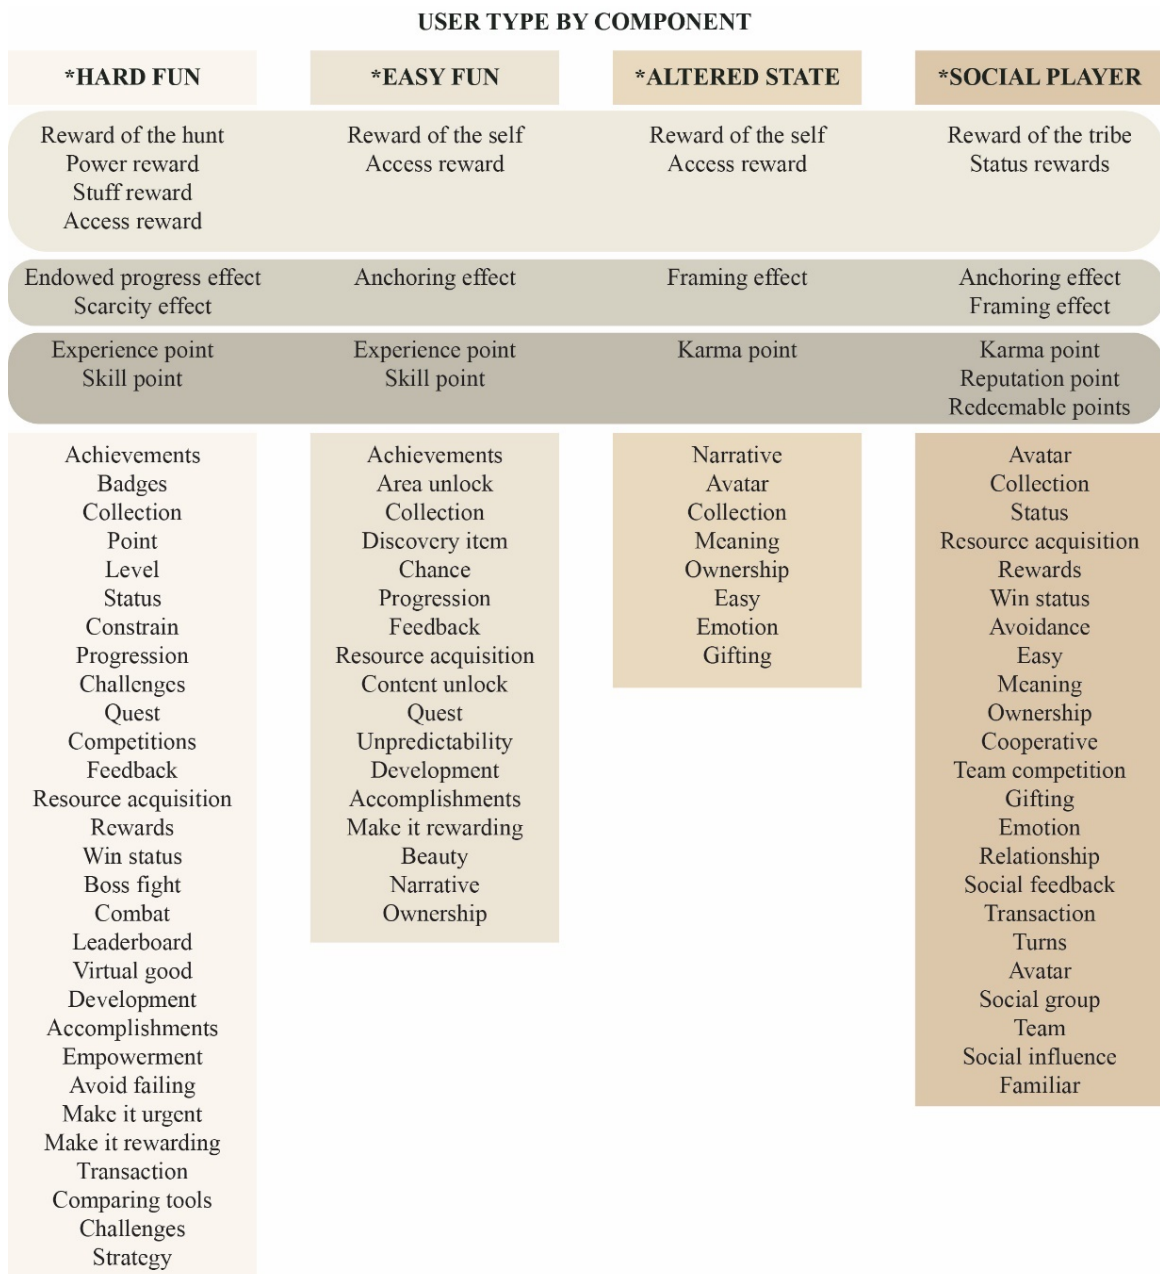 USER TYPE BY COMPONENT
*HARD FUN
*EASY FUN
*ALTERED STATE
*SOCIAL PLAYER
Reward of the hunt
Power reward
Stuff reward
Access reward
Reward of the self
Access reward
Reward of the self
Access reward
Reward of the tribe
Status rewards
Endowed progress effect
Scarcity effect
Anchoring effect
Framing effect
Anchoring effect
Framing effect
Experience point
Skill point
Experience point
Skill point
Karma point
Karma point
Reputation point
Redeemable points
Achievements
Badges
Collection
Point
Level
Status
Constrain
Progression
Challenges
Quest
Competitions
Feedback
Resource acquisition
Rewards
Win status
Boss fight
Combat
Leaderboard
Virtual good
Development
Accomplishments
Empowerment
Avoid failing
Make it urgent
Make it rewarding
Transaction
Comparing tools
Challenges
Strategy
Achievements
Area unlock
Collection
Discovery item
Chance
Progression
Feedback
Resource acquisition
Content unlock
Quest
Unpredictability
Development
Accomplishments
Make it rewarding
Beauty
Narrative
Ownership
Narrative
Avatar
Collection
Meaning
Ownership
Easy
Emotion
Gifting
Avatar
Collection
Status
Resource acquisition
Rewards
Win status
Avoidance
Easy
Meaning
Ownership
Cooperative
Team competition
Gifting
Emotion
Relationship
Social feedback
Transaction
Turns
Avatar
Social group
Team
Social influence
Familiar